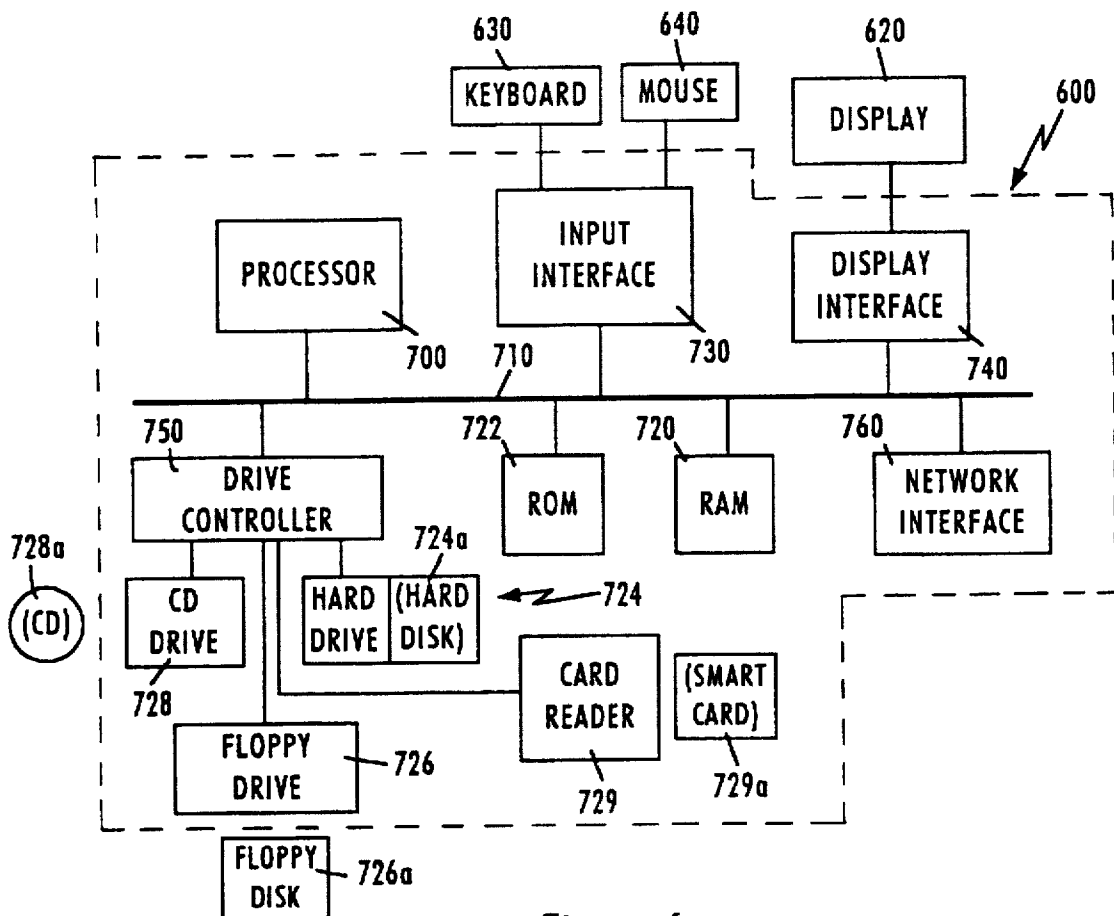 630
640
620
KEYBOARD
MOUSE
DISPLAY
600
PROCESSOR
700
INPUT
INTERFACE
730
DISPLAY
INTERFACE
740
710
750
DRIVE
CONTROLLER
722
ROM
720
RAM
760
NETWORK
INTERFACE
728a
(CD)
CD
DRIVE
728
724a
HARD
DRIVE
(HARD
DISK)
724
CARD
READER
729
(SMART
CARD)
729a
FLOPPY
DRIVE
726
FLOPPY
DISK
726a